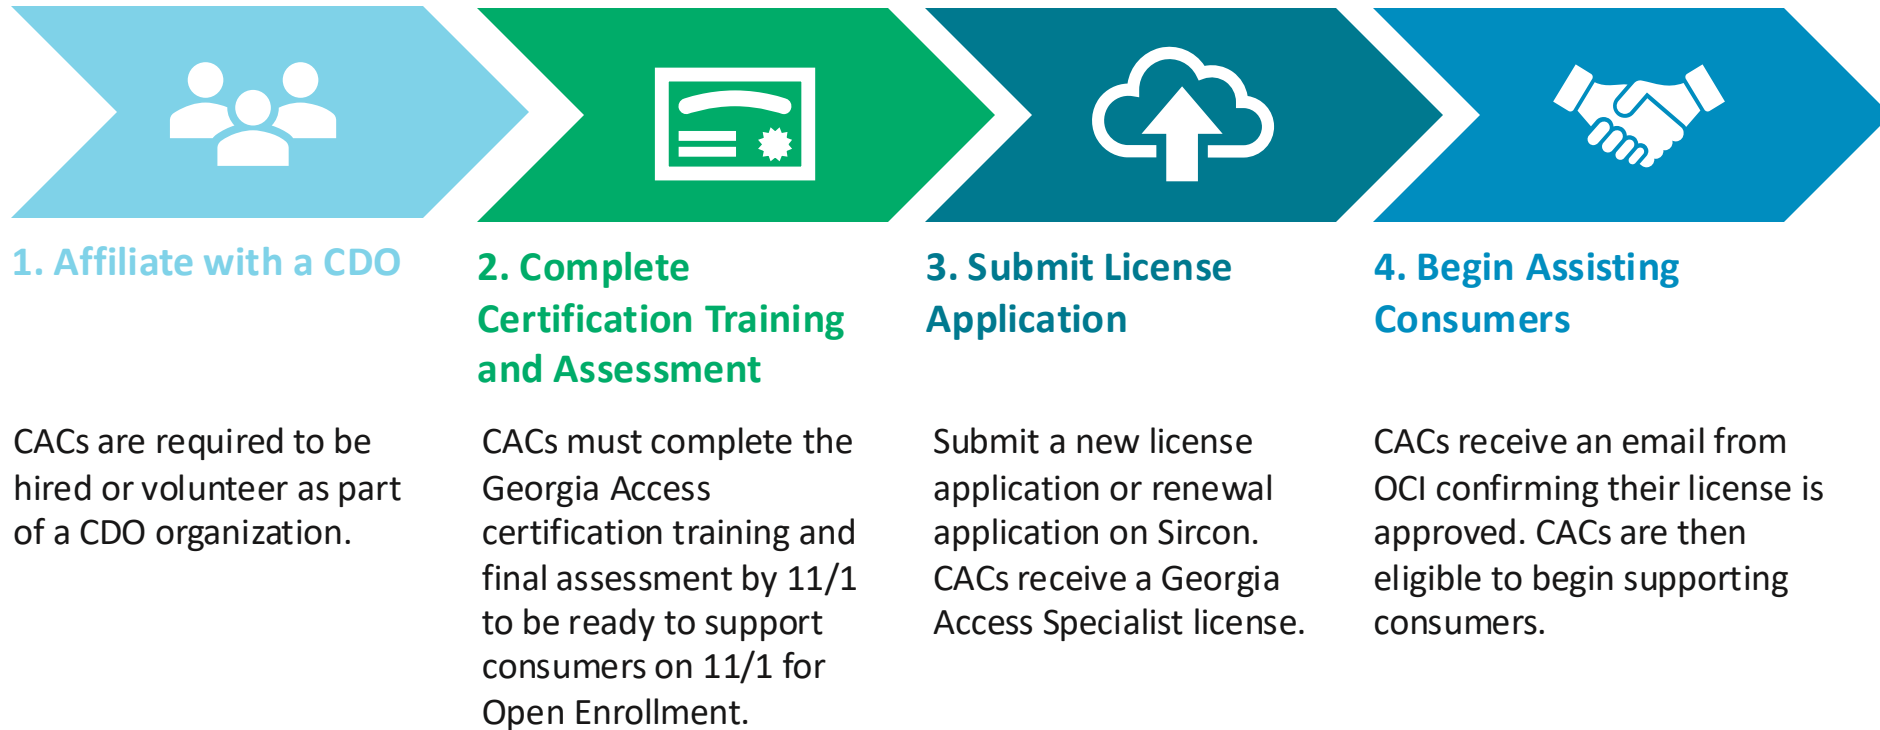 1. Affiliate with a CDO
CACs are required to be
hired or volunteer as part
of a CDO organization.
2. Complete
Certification Training
and Assessment
CACs must complete the
Georgia Access
certification training and
final assessment by 11/1
to be ready to support
consumers on 11/1 for
Open Enrollment.
3. Submit License
Application
Submit a new license
application or renewal
application on Sircon.
CACs receive a Georgia
Access Specialist license.
4. Begin Assisting
Consumers
CACs receive an email from
OCI confirming their license is
approved. CACs are then
eligible to begin supporting
consumers.